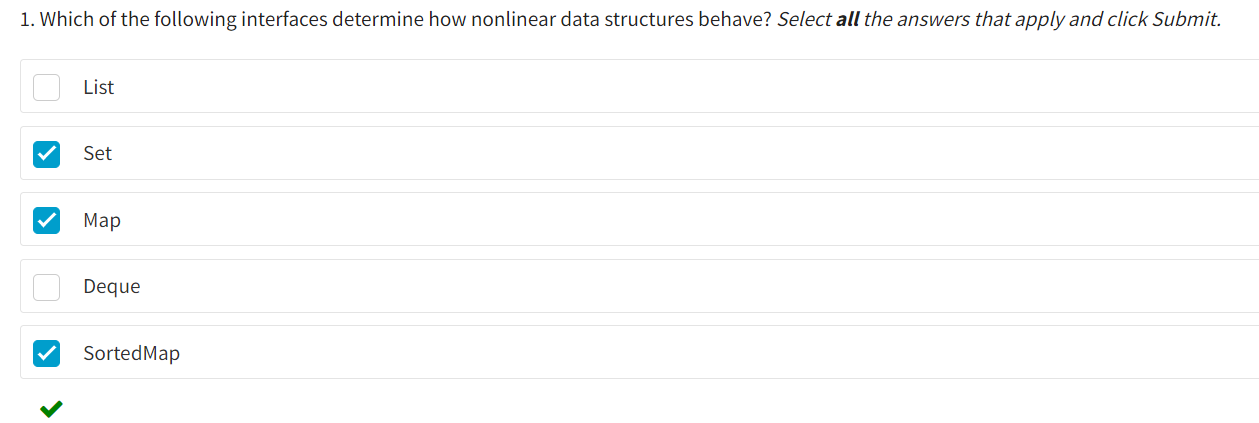 1. Which of the following interfaces determine how nonlinear data structures behave? Select all the answers that apply and click Submit.
List
Set
Map
Deque
SortedMap